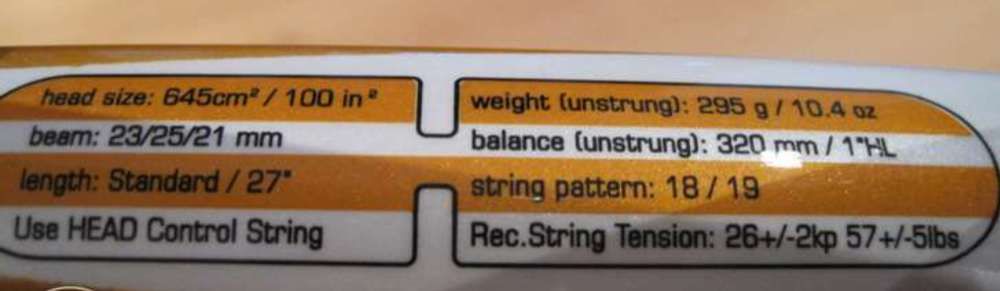 head size: 645cm² / 100 in²
beam: 23/25/21 mm
length: Standard / 27"
Use HEAD Control String
weight (unstrung): 295 g / 10.4 oz
balance (unstrung): 320 mm / 1"HL
string pattern: 18 / 19
Rec.String Tension: 26+/-2kp 57+/-5lbs